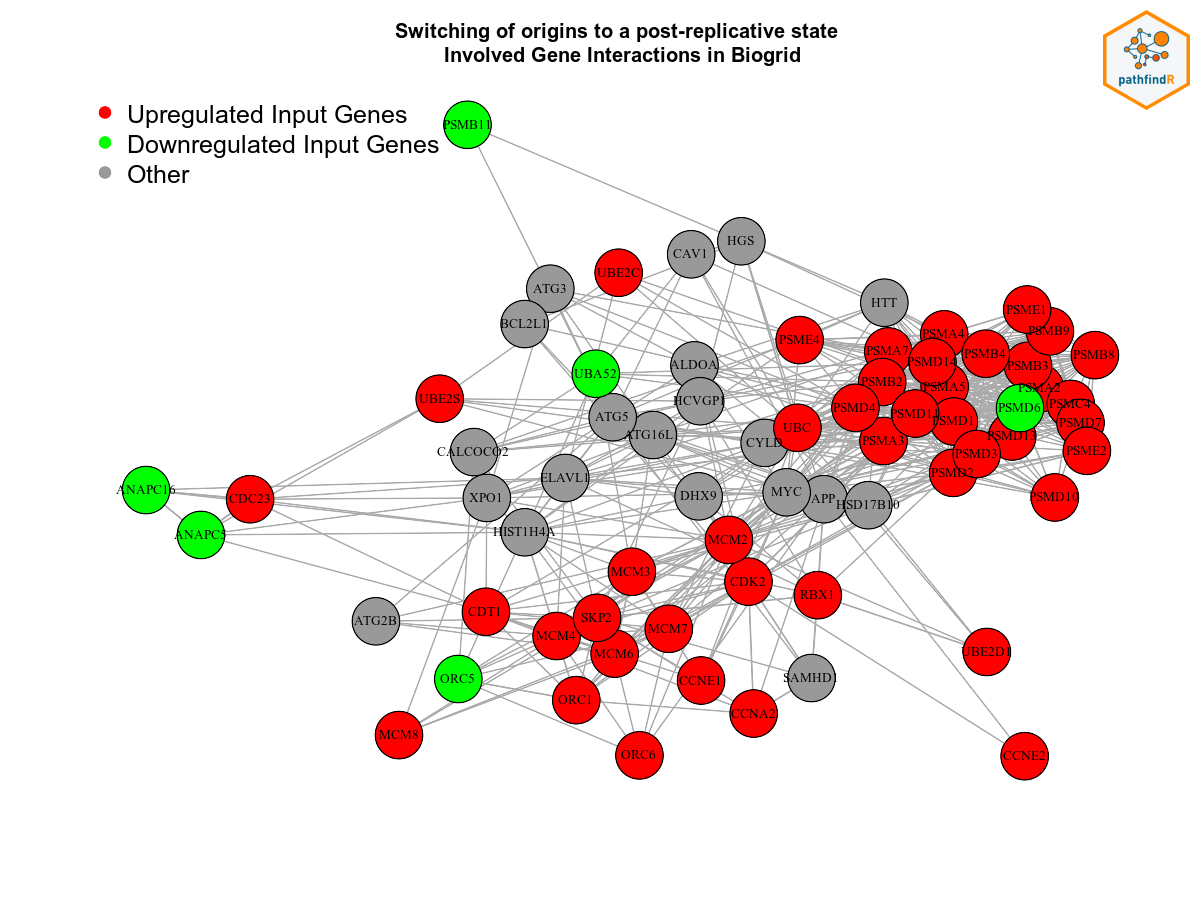 Switching of origins to a post-replicative state
Involved Gene Interactions in Biogrid
pathfindR
Upregulated Input Genes
Downregulated Input Genes
Other
PSMB11
HGS
CAV1
UBE2C
ATG3
HTT
PSME1
BCL2L1
PSMB9
PSMA4
PSME4
PSMA7
PSMB4
PSMB8
PSMD14
PSMB3
ALDOA
UBA52
PSMB2
PSMA5
PSMA2
UBE2S
HCVGP1
PSMC4
PSMD4
PSMD6
PSMD11
ATG5
PSMD1
PSMD7
UBC
ATG16L
PSMD13
CYLD
PSMA3
CALCOCO2
PSME2
PSMD3
PSMD2
ELAVL1
ANAPC16
MYC
CDC23
XPO1
DHX9
APP
PSMD10
HSD17B10
HIST1H4A
ANAPC5
MCM2
MCM3
CDK2
RBX1
CDT1
SKP2
ATG2B
MCM7
MCM4
UBE2D1
MCM6
ORC5
SAMHD1
CCNE1
ORC1
CCNA2
MCM8
ORC6
CCNE2